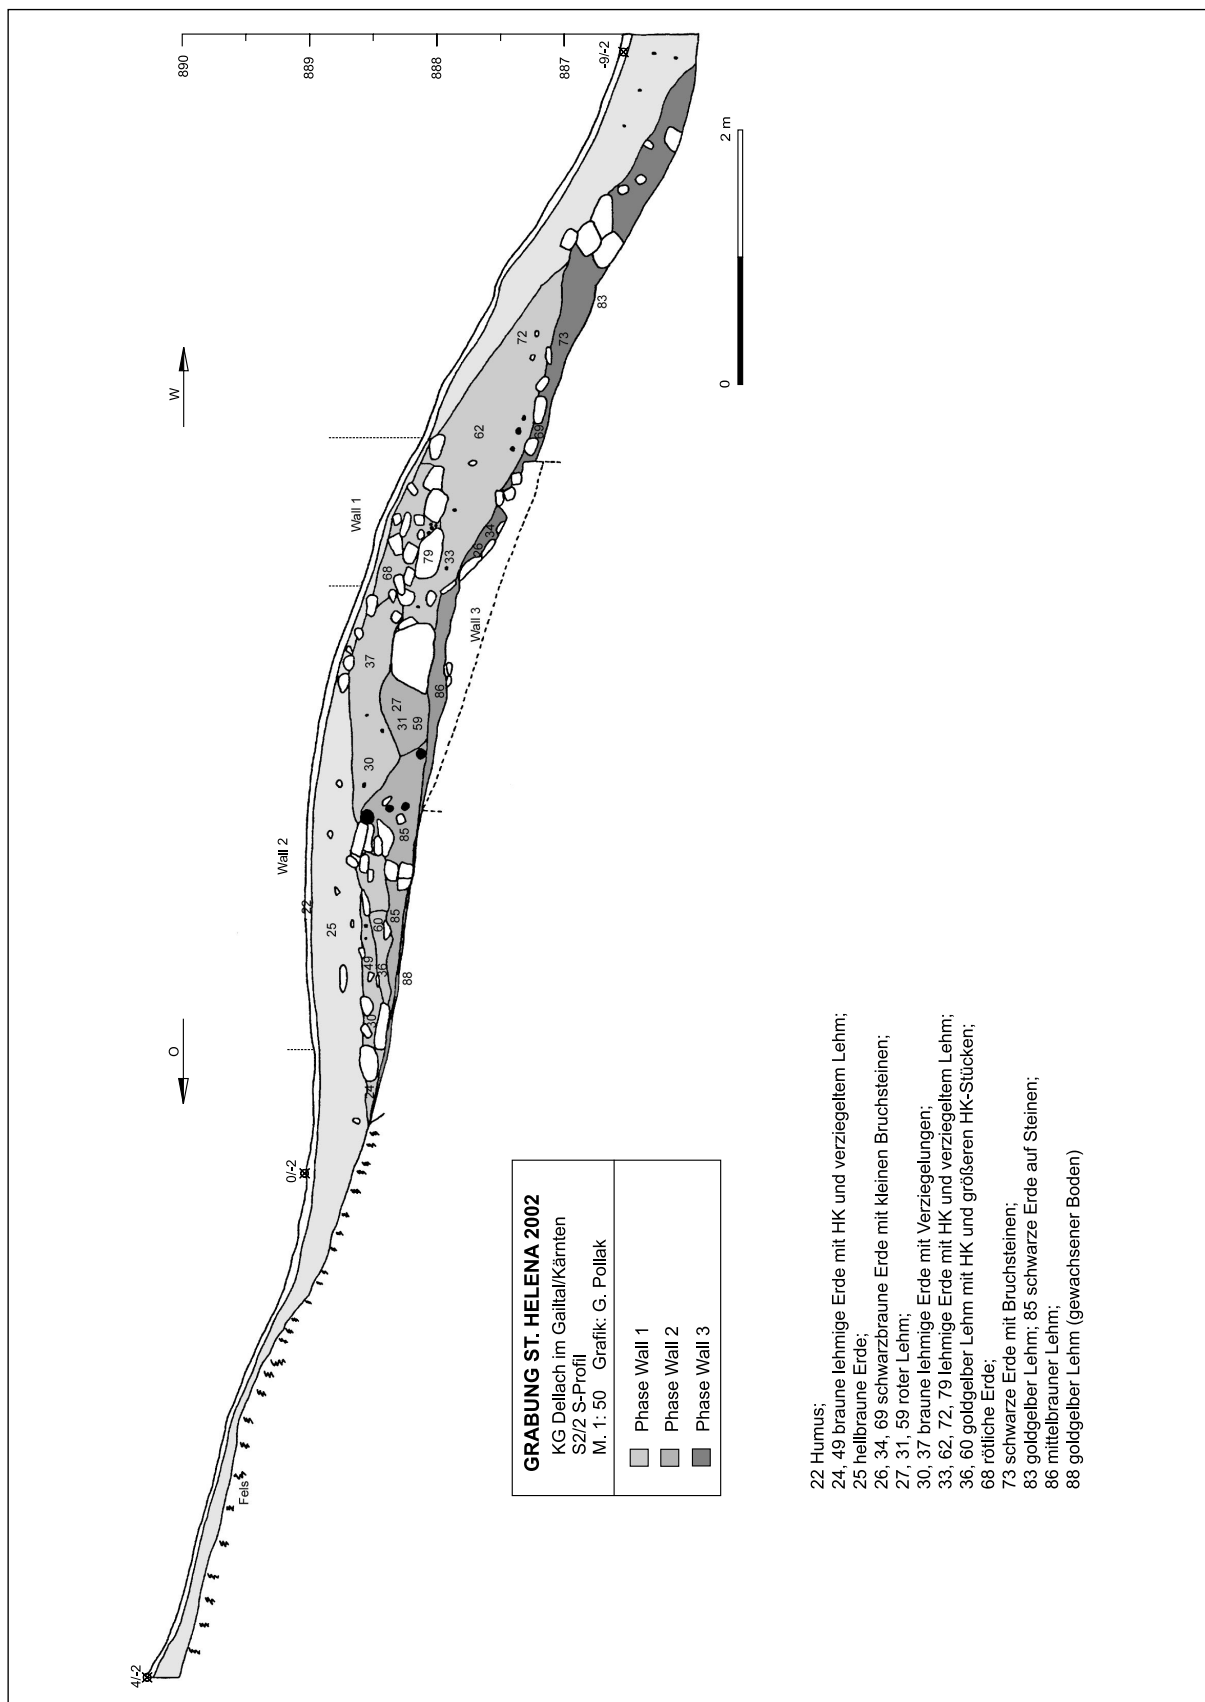 890
889
888
887
4/-2
0/-2
-9/-2
O
W
Wall 2
Wall 1
Wall 3
Fels
22
25
24
30
49
36
60
88
85
85
30
37
31
27
59
86
68
79
33
26
34
62
72
69
73
83
0
2 m
GRABUNG ST. HELENA 2002
KG Dellach im Gailtal/Kärnten
S2/2 S-Profil
M. 1: 50 Grafik: G. Pollak
Phase Wall 1
Phase Wall 2
Phase Wall 3
22 Humus;
24, 49 braune lehmige Erde mit HK und verziegeltem Lehm;
25 hellbraune Erde;
26, 34, 69 schwarzbraune Erde mit kleinen Bruchsteinen;
27, 31, 59 roter Lehm;
30, 37 braune lehmige Erde mit Verziegelungen;
33, 62, 72, 79 lehmige Erde mit HK und verziegeltem Lehm;
36, 60 goldgelber Lehm mit HK und größeren HK-Stücken;
68 rötliche Erde;
73 schwarze Erde mit Bruchsteinen;
83 goldgelber Lehm; 85 schwarze Erde auf Steinen;
86 mittelbrauner Lehm;
88 goldgelber Lehm (gewachsener Boden)